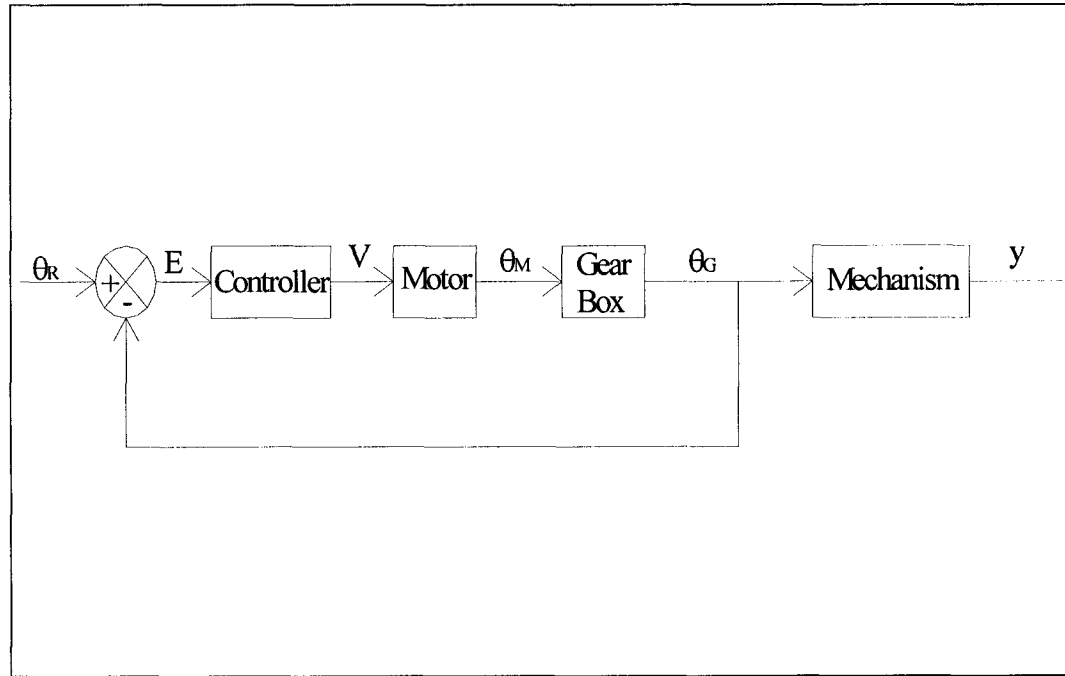 θR
+
-
E
Controller
V
Motor
θM
Gear
Box
θG
Mechanism
y